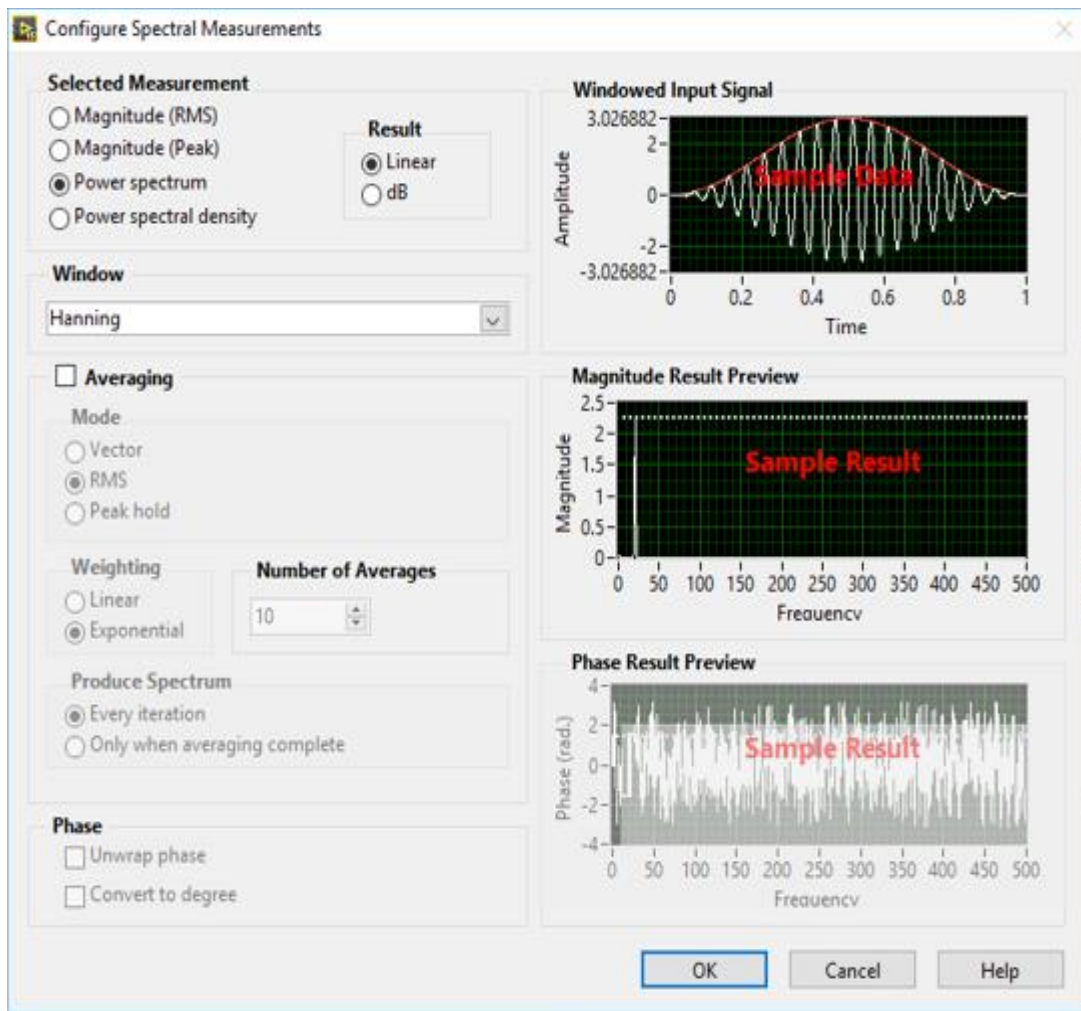 Configure Spectral Measurements
Selected Measurement
Magnitude (RMS)
Magnitude (Peak)
Power spectrum
Power spectral density
Result
Linear
dB
Window
Hanning
Averaging
Mode
Vector
RMS
Peak hold
Weighting
Linear
Exponential
Number of Averages
10
Produce Spectrum
Every iteration
Only when averaging complete
Phase
Unwrap phase
Convert to degree
Windowed Input Signal
3.026882
2
0
-2
-3.026882
Amplitude
Sample Data
0 0.2 0.4 0.6 0.8 1
Time
Magnitude Result Preview
2.5
2
1.5
1
0.5
0
Magnitude
Sample Result
0 50 100 150 200 250 300 350 400 450 500
Frequency
Phase Result Preview
4
2
0
-2
-4
Phase (rad.)
Sample Result
0 50 100 150 200 250 300 350 400 450 500
Frequency
OK Cancel Help